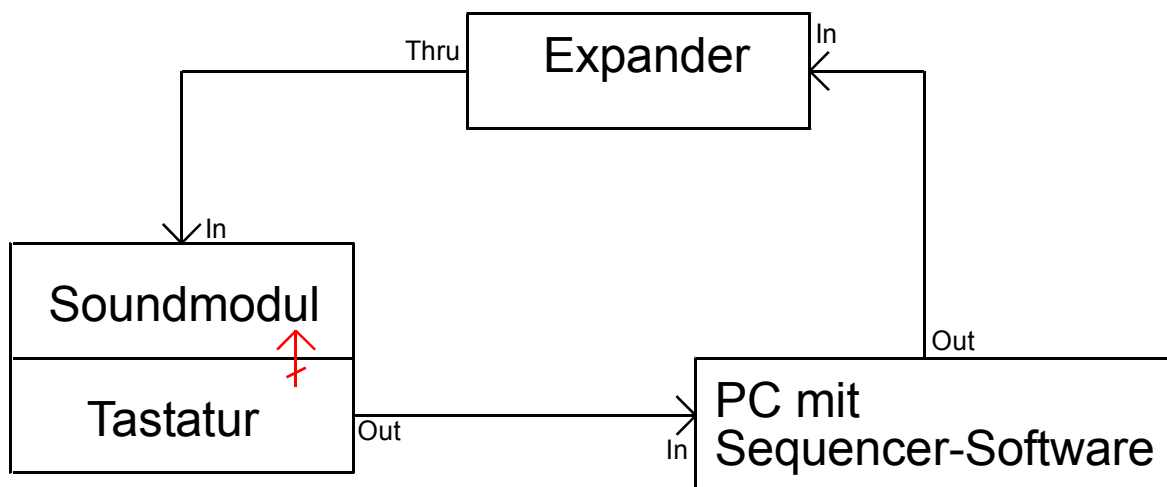 Thru
Expander
In
In
Soundmodul
Tastatur
Out
In
Out
PC mit
Sequencer-Software